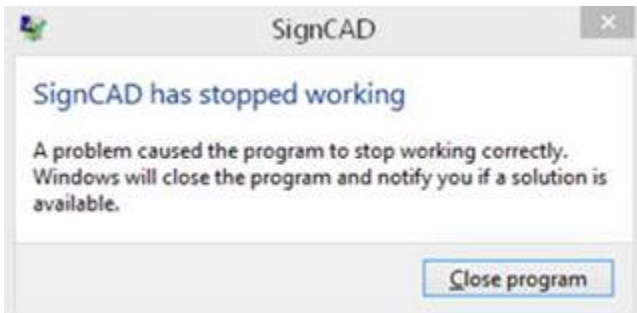 SignCAD
SignCAD has stopped working
A problem caused the program to stop working correctly.
Windows will close the program and notify you if a solution is
available.
Close program